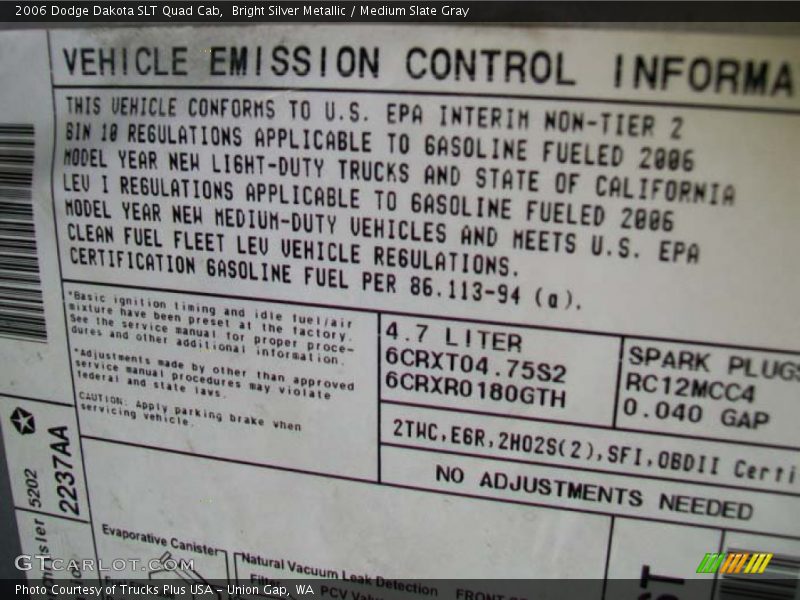 2006 Dodge Dakota SLT Quad Cab, Bright Silver Metallic / Medium Slate Gray
VEHICLE EMISSION CONTROL INFORMA
THIS VEHICLE CONFORMS TO U.S. EPA INTERIM NON-TIER 2
BIN 10 REGULATIONS APPLICABLE TO GASOLINE FUELED 2006
MODEL YEAR NEW LIGHT-DUTY TRUCKS AND STATE OF CALIFORNIA
LEV I REGULATIONS APPLICABLE TO GASOLINE FUELED 2006
MODEL YEAR NEW MEDIUM-DUTY VEHICLES AND MEETS U.S. EPA
CLEAN FUEL FLEET LEV VEHICLE REGULATIONS.
CERTIFICATION GASOLINE FUEL PER 86.113-94 (a).
*Basic ignition timing and idle fuel/air
mixture have been preset at the factory.
See the service manual for proper proce-
dures and other additional information.
*Adjustments made by other than approved
service manual procedures may violate
federal and state laws.
CAUTION: Apply parking brake when
servicing vehicle.
4.7 LITER
6CRXT04.75S2
6CRXR0180GTH
SPARK PLUGS
RC12MCC4
0.040 GAP
2TWC,EGR,2HO2S(2),SFI,OBDII Certi
NO ADJUSTMENTS NEEDED
5202
2237AA
Evaporative Canister
Natural Vacuum Leak Detection
Filter
PCV Valv
FRONT
ST
GTCARLOT.COM
Photo Courtesy of Trucks Plus USA - Union Gap, WA